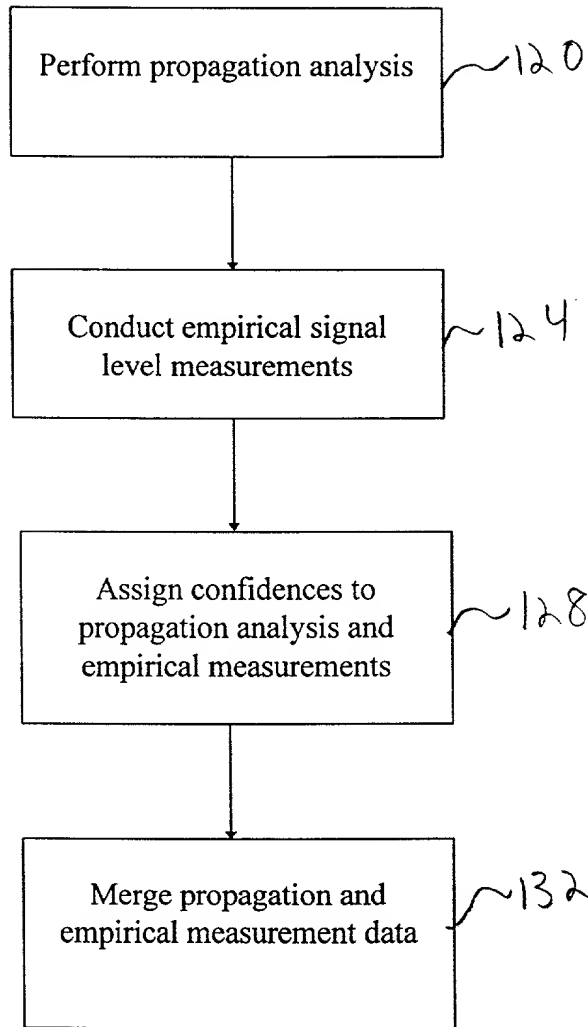 Perform propagation analysis
120
Conduct empirical signal
level measurements
124
Assign confidences to
propagation analysis and
empirical measurements
128
Merge propagation and
empirical measurement data
132